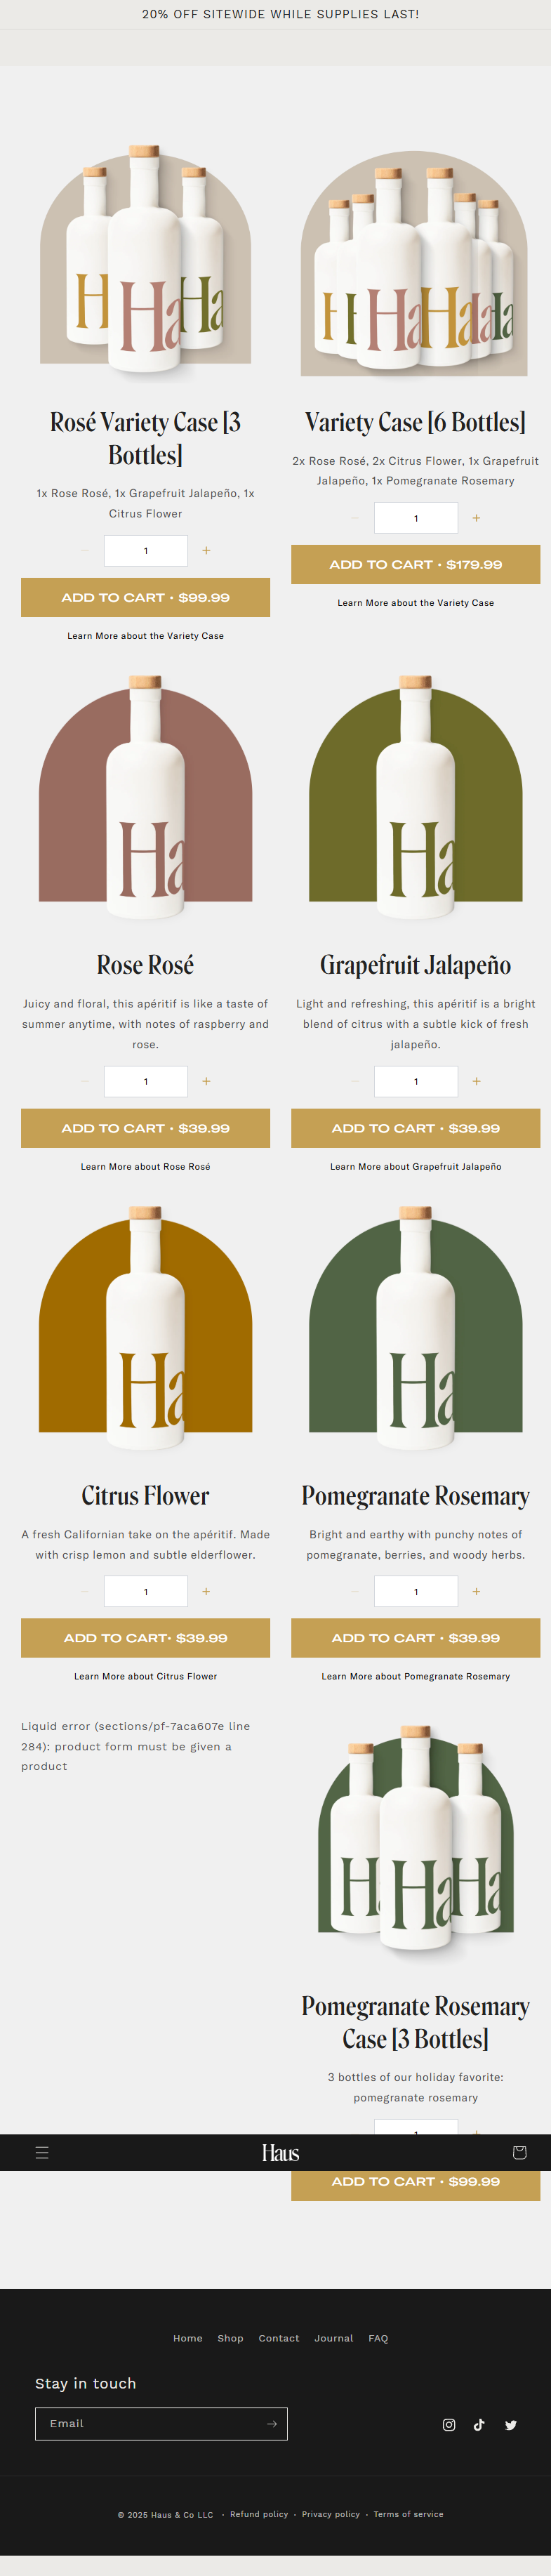 20% OFF SITEWIDE WHILE SUPPLIES LAST!
H
Ha
Ha
Rosé Variety Case [3
Bottles]
1x Rose Rosé, 1x Grapefruit Jalapeño, 1x
Citrus Flower
1
+
ADD TO CART • $99.99
Learn More about the Variety Case
Ha
Ha
Variety Case [6 Bottles]
2x Rose Rosé, 2x Citrus Flower, 1x Grapefruit
Jalapeño, 1x Pomegranate Rosemary
1
+
ADD TO CART • $179.99
Learn More about the Variety Case
Ha
Rose Rosé
Juicy and floral, this apéritif is like a taste of
summer anytime, with notes of raspberry and
rose.
1
+
ADD TO CART • $39.99
Learn More about Rose Rosé
Ha
Grapefruit Jalapeño
Light and refreshing, this apéritif is a bright
blend of citrus with a subtle kick of fresh
jalapeño.
1
+
ADD TO CART • $39.99
Learn More about Grapefruit Jalapeño
Ha
Citrus Flower
A fresh Californian take on the apéritif. Made
with crisp lemon and subtle elderflower.
1
+
ADD TO CART• $39.99
Learn More about Citrus Flower
Ha
Pomegranate Rosemary
Bright and earthy with punchy notes of
pomegranate, berries, and woody herbs.
1
+
ADD TO CART • $39.99
Learn More about Pomegranate Rosemary
Liquid error (sections/pf-7aca607e line
284): product form must be given a
product
H
Ha
Ha
Pomegranate Rosemary
Case [3 Bottles]
3 bottles of our holiday favorite:
pomegranate rosemary
Haus
ADD TO CART • $99.99
Home Shop Contact Journal FAQ
Stay in touch
Email
© 2025 Haus & Co LLC • Refund policy • Privacy policy • Terms of service